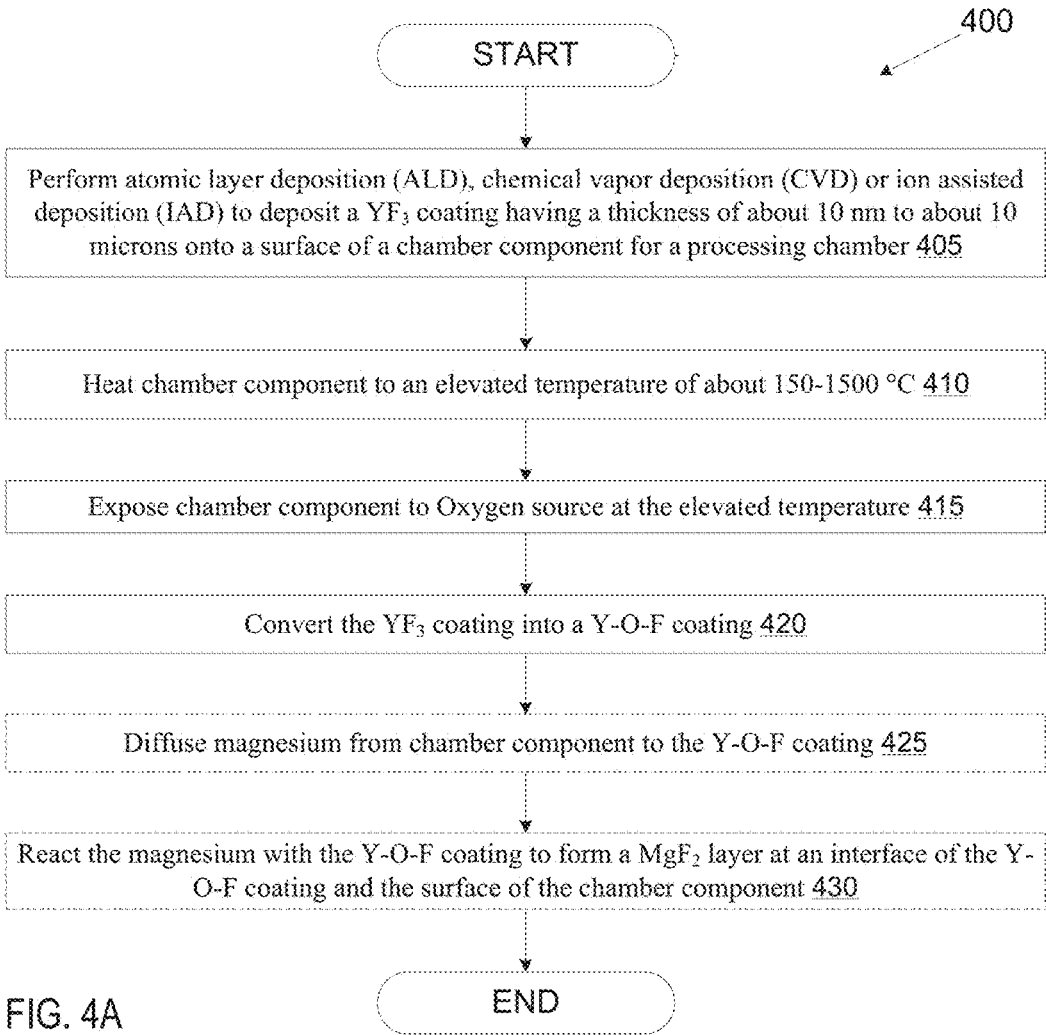 400
START
Perform atomic layer deposition (ALD), chemical vapor deposition (CVD) or ion assisted
deposition (IAD) to deposit a YF₃ coating having a thickness of about 10 nm to about 10
microns onto a surface of a chamber component for a processing chamber 405
Heat chamber component to an elevated temperature of about 150-1500 °C 410
Expose chamber component to Oxygen source at the elevated temperature 415
Convert the YF₃ coating into a Y-O-F coating 420
Diffuse magnesium from chamber component to the Y-O-F coating 425
React the magnesium with the Y-O-F coating to form a MgF₂ layer at an interface of the Y-
O-F coating and the surface of the chamber component 430
END
FIG. 4A